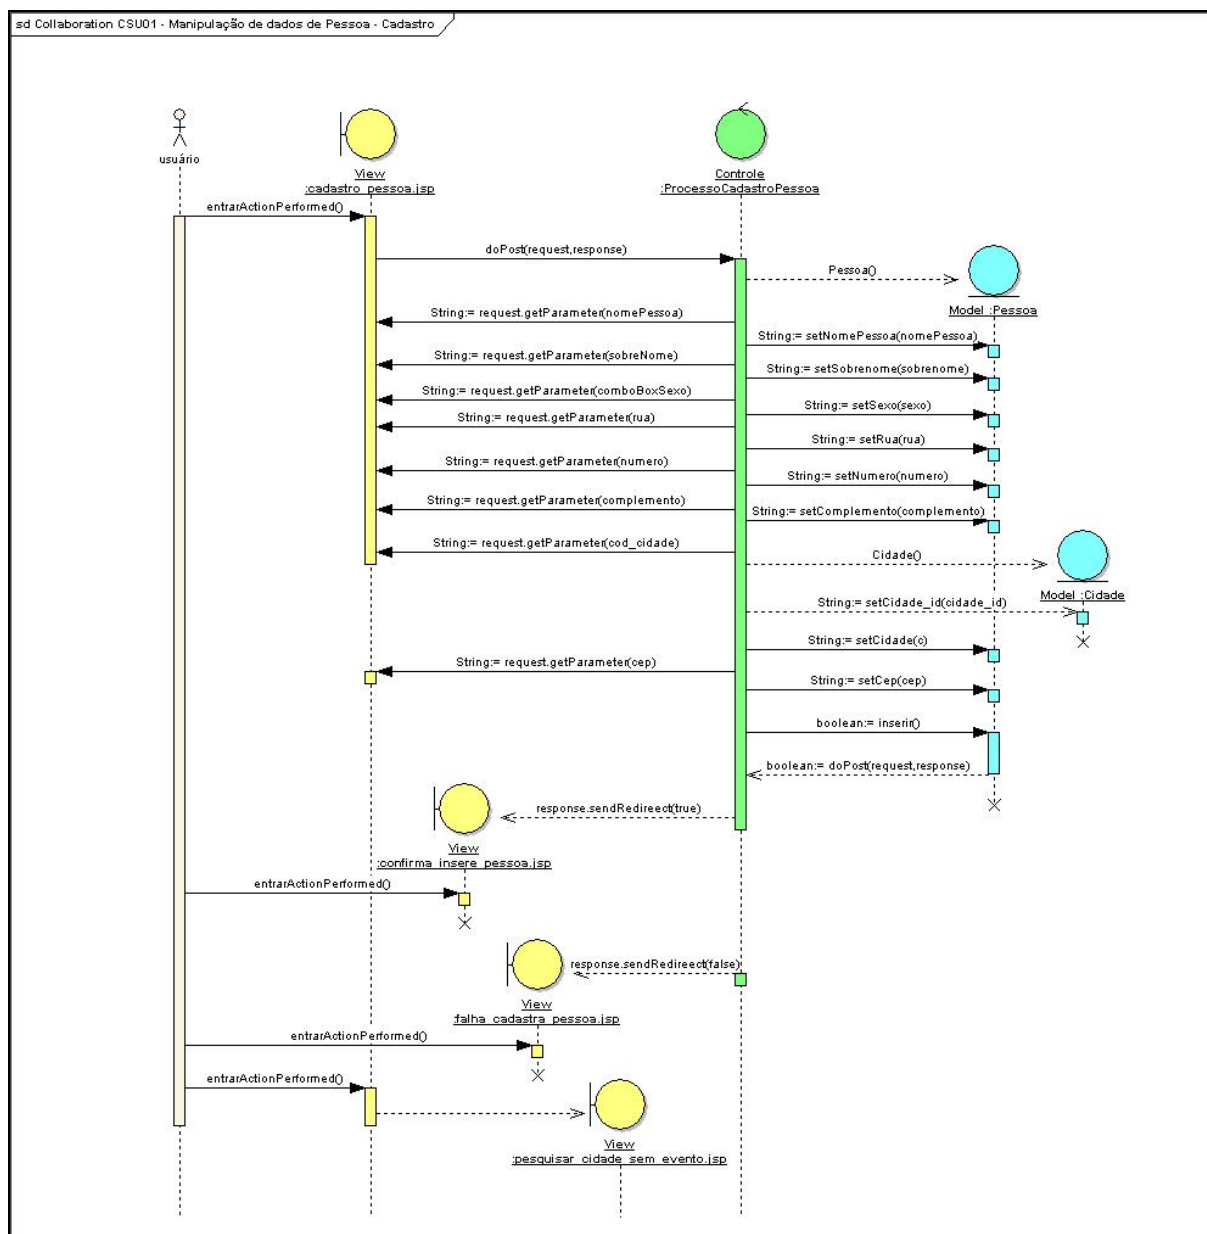 sd Collaboration CSU01 - Manipulação de dados de Pessoa - Cadastro
usuário
View
:cadastro_pessoa.jsp
Controle
:ProcessoCadastroPessoa
entrarActionPerformed()
doPost(request,response)
Pessoa()
Model :Pessoa
String:= request.getParameter(nomePessoa)
String:= setNomePessoa(nomePessoa)
String:= request.getParameter(sobreNome)
String:= setSobrenome(sobrenome)
String:= request.getParameter(comboBoxSexo)
String:= setSexo(sexo)
String:= request.getParameter(rua)
String:= setRua(rua)
String:= request.getParameter(numero)
String:= setNumero(numero)
String:= request.getParameter(complemento)
String:= setComplemento(complemento)
String:= request.getParameter(cod_cidade)
Cidade()
Model :Cidade
String:= setCidade_id(cidade_id)
String:= setCidade(c)
String:= request.getParameter(cep)
String:= setCep(cep)
boolean:= inserir()
boolean:= doPost(request,response)
response.sendRedireect(true)
View
:confirma_insere_pessoa.jsp
entrarActionPerformed()
response.sendRedireect(false)
View
:falha_cadastra_pessoa.jsp
entrarActionPerformed()
entrarActionPerformed()
View
:pesquisar_cidade_sem_evento.jsp